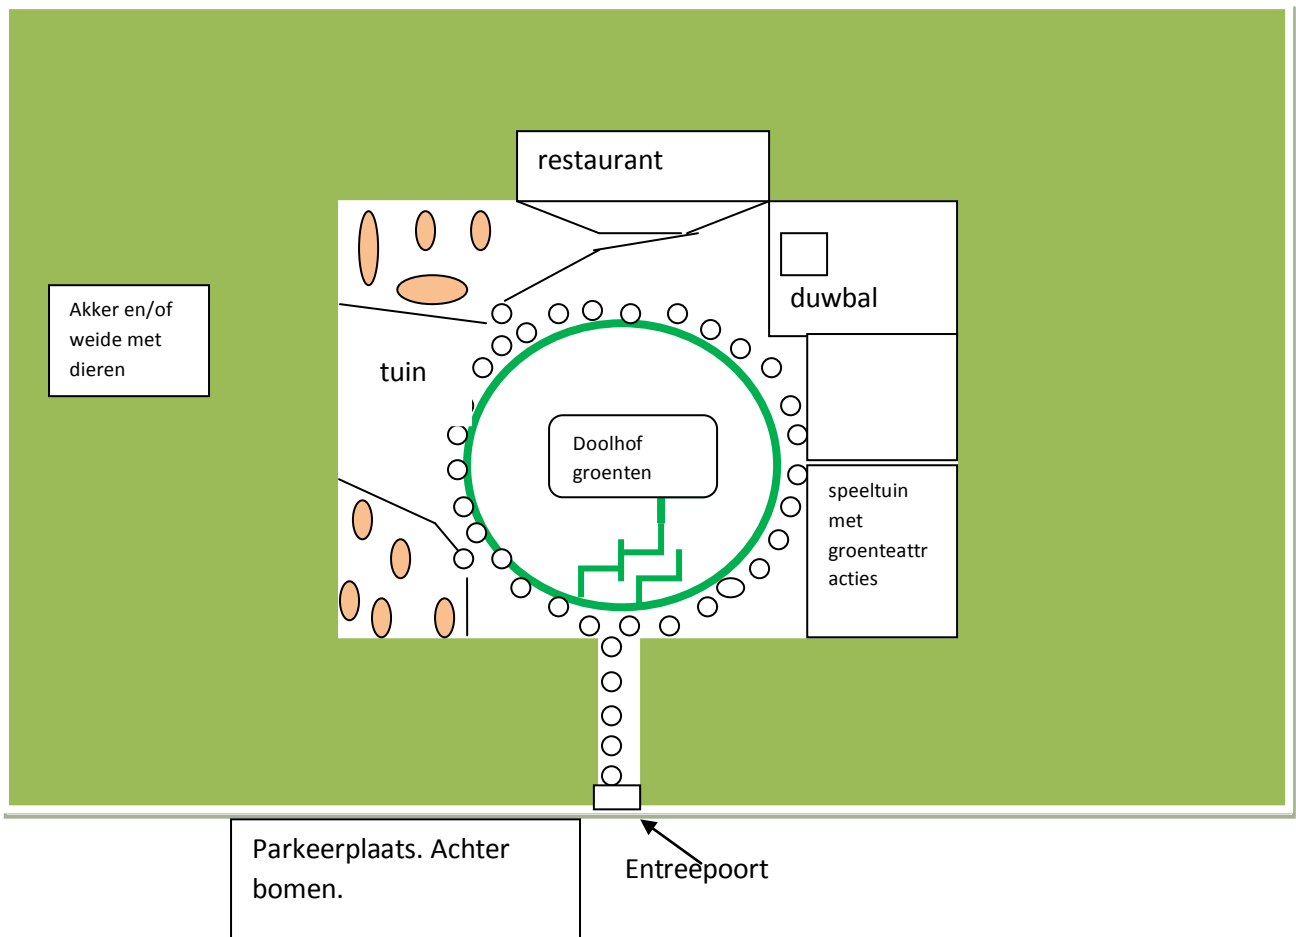 restaurant
duwbal
Akker en/of
weide met
dieren
tuin
Doolhof
groenten
speeltuin
met
groenteattr
acties
Parkeerplaats. Achter
bomen.
Entreepoort